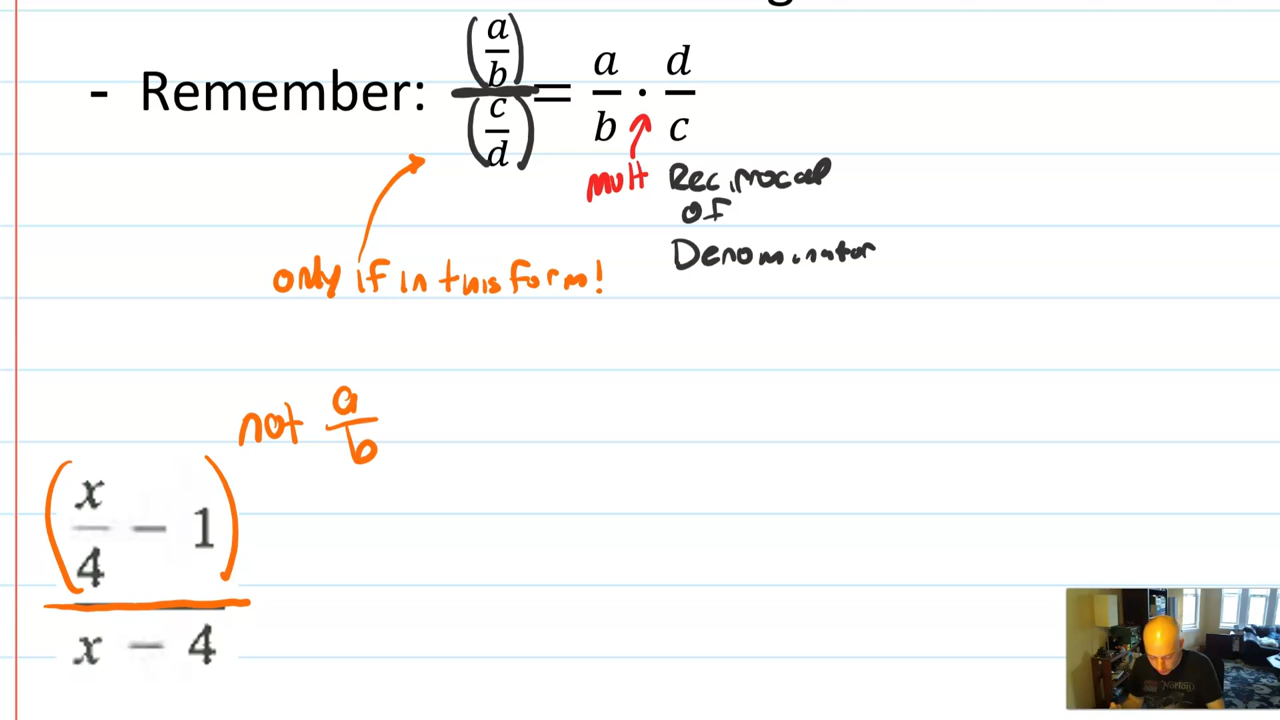 - Remember: (a/b)/(c/d) = a/b · d/c
mult Reciprocal
of
Denominator
only if in this form!
not a/b
(x/4 − 1)
x − 4